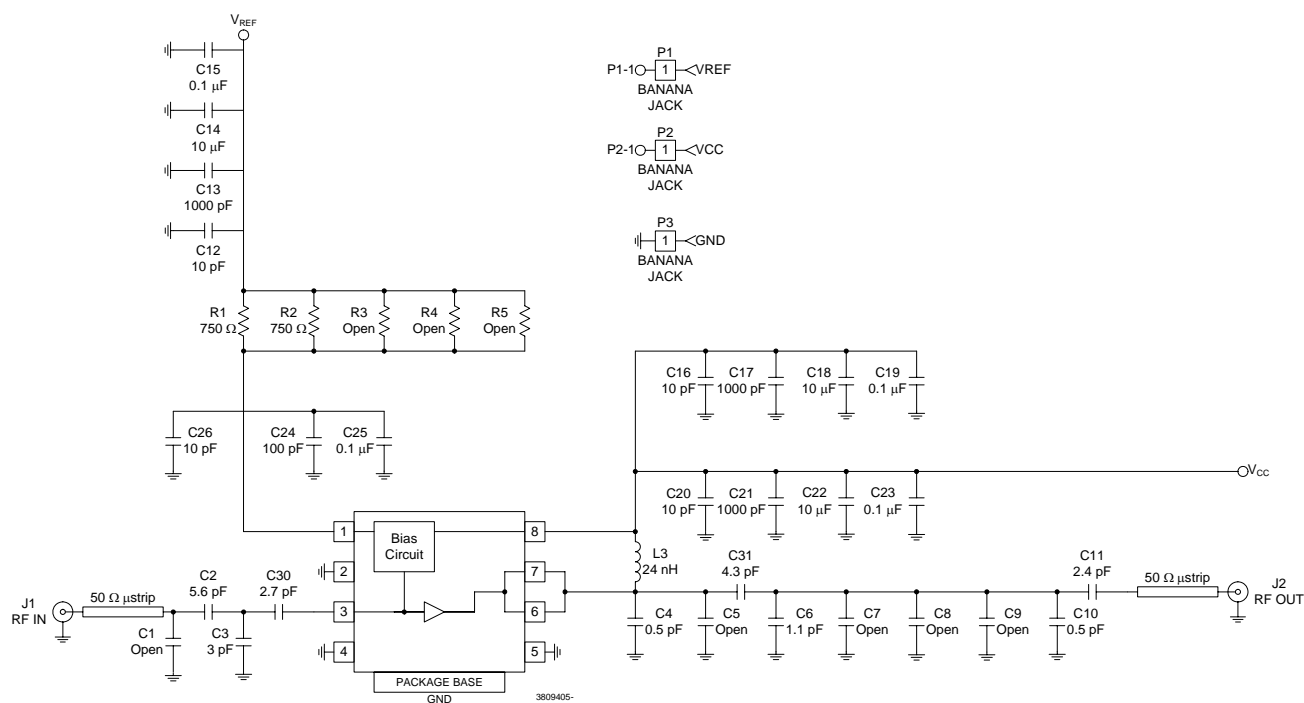 VREF
C15
0.1 µF
C14
10 µF
C13
1000 pF
C12
10 pF
P1
P1-1 1 VREF
BANANA
JACK
P2
P2-1 1 VCC
BANANA
JACK
P3
1 GND
BANANA
JACK
R1
750 Ω
R2
750 Ω
R3
Open
R4
Open
R5
Open
C16
10 pF
C17
1000 pF
C18
10 µF
C19
0.1 µF
C26
10 pF
C24
100 pF
C25
0.1 µF
VCC
C20
10 pF
C21
1000 pF
C22
10 µF
C23
0.1 µF
1
Bias
Circuit
8
2
7
3
6
4
5
L3
24 nH
C31
4.3 pF
C11
2.4 pF
J1
RF IN
50 Ω µstrip
C2
5.6 pF
C30
2.7 pF
C1
Open
C3
3 pF
C4
0.5 pF
C5
Open
C6
1.1 pF
C7
Open
C8
Open
C9
Open
C10
0.5 pF
50 Ω µstrip
J2
RF OUT
PACKAGE BASE
GND
3809405-